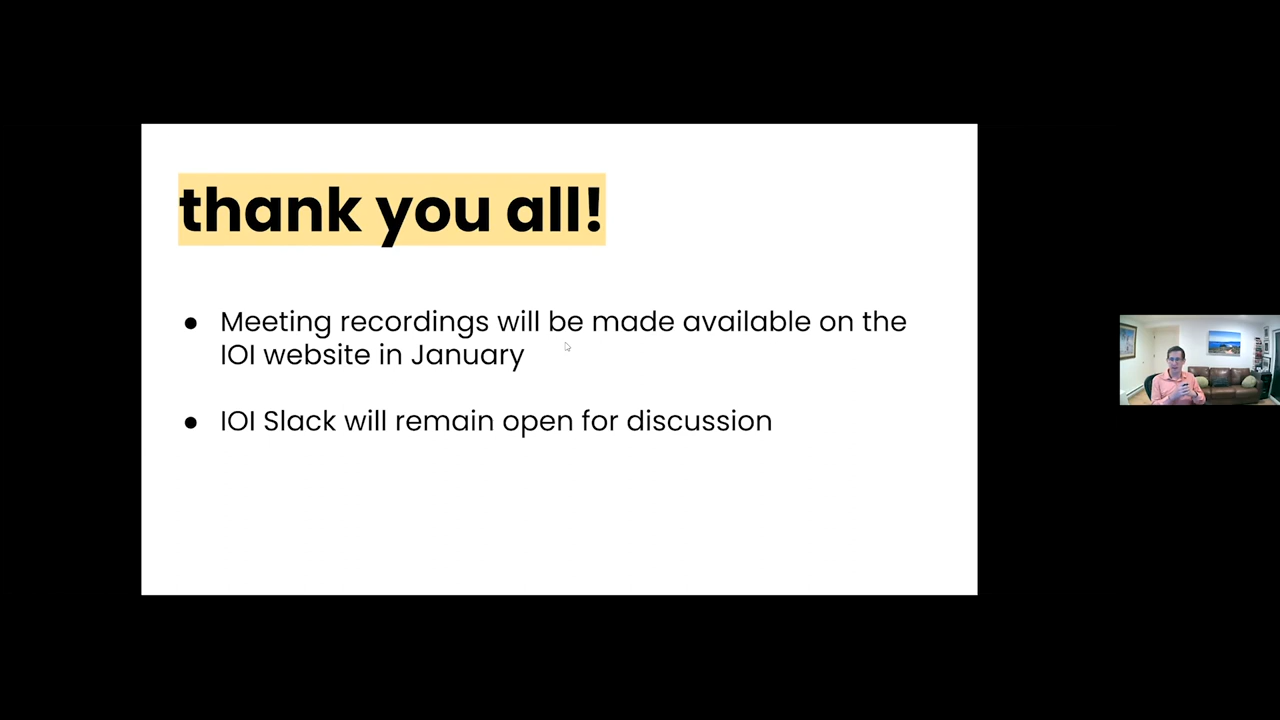 thank you all!
● Meeting recordings will be made available on the
IOI website in January
● IOI Slack will remain open for discussion